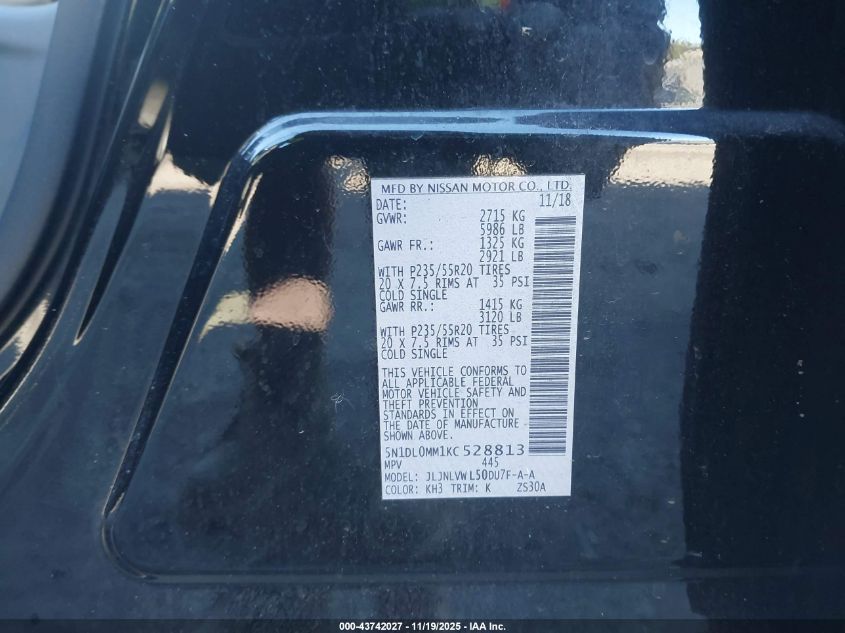 MFD BY NISSAN MOTOR CO., LTD.
DATE: 11/18
GVWR: 2715 KG
5986 LB
GAWR FR.: 1325 KG
2921 LB
WITH P235/55R20 TIRES
20 X 7.5 RIMS AT 35 PSI
COLD SINGLE
GAWR RR.: 1415 KG
3120 LB
WITH P235/55R20 TIRES
20 X 7.5 RIMS AT 35 PSI
COLD SINGLE
THIS VEHICLE CONFORMS TO
ALL APPLICABLE FEDERAL
MOTOR VEHICLE SAFETY AND
THEFT PREVENTION
STANDARDS IN EFFECT ON
THE DATE OF MANUFACTURE
SHOWN ABOVE.
5N1DL0MM1KC528813
MPV 445
MODEL: JLJNLVWL50DU7F-A-A
COLOR: KH3 TRIM: K ZS30A
000-43742027 - 11/19/2025 - IAA Inc.